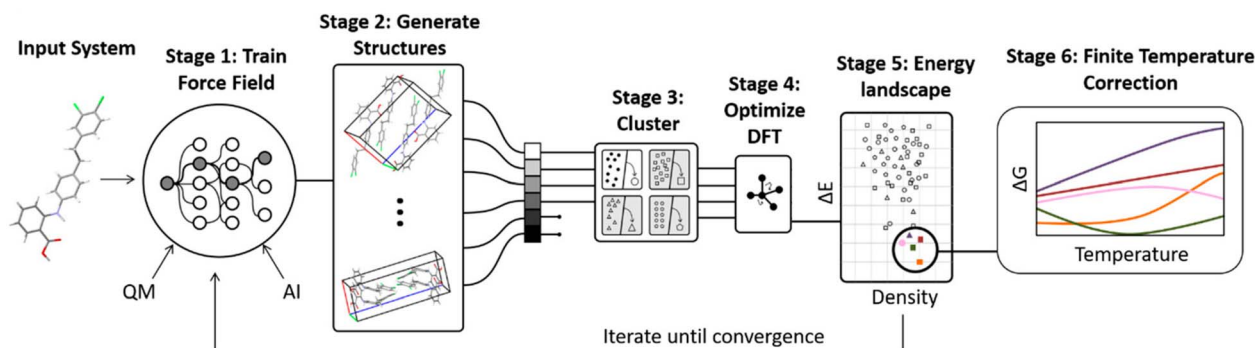 Input System
Stage 1: Train
Force Field
QM
AI
Stage 2: Generate
Structures
Stage 3:
Cluster
Stage 4:
Optimize
DFT
Stage 5: Energy
landscape
ΔE
Density
Stage 6: Finite Temperature
Correction
ΔG
Temperature
Iterate until convergence